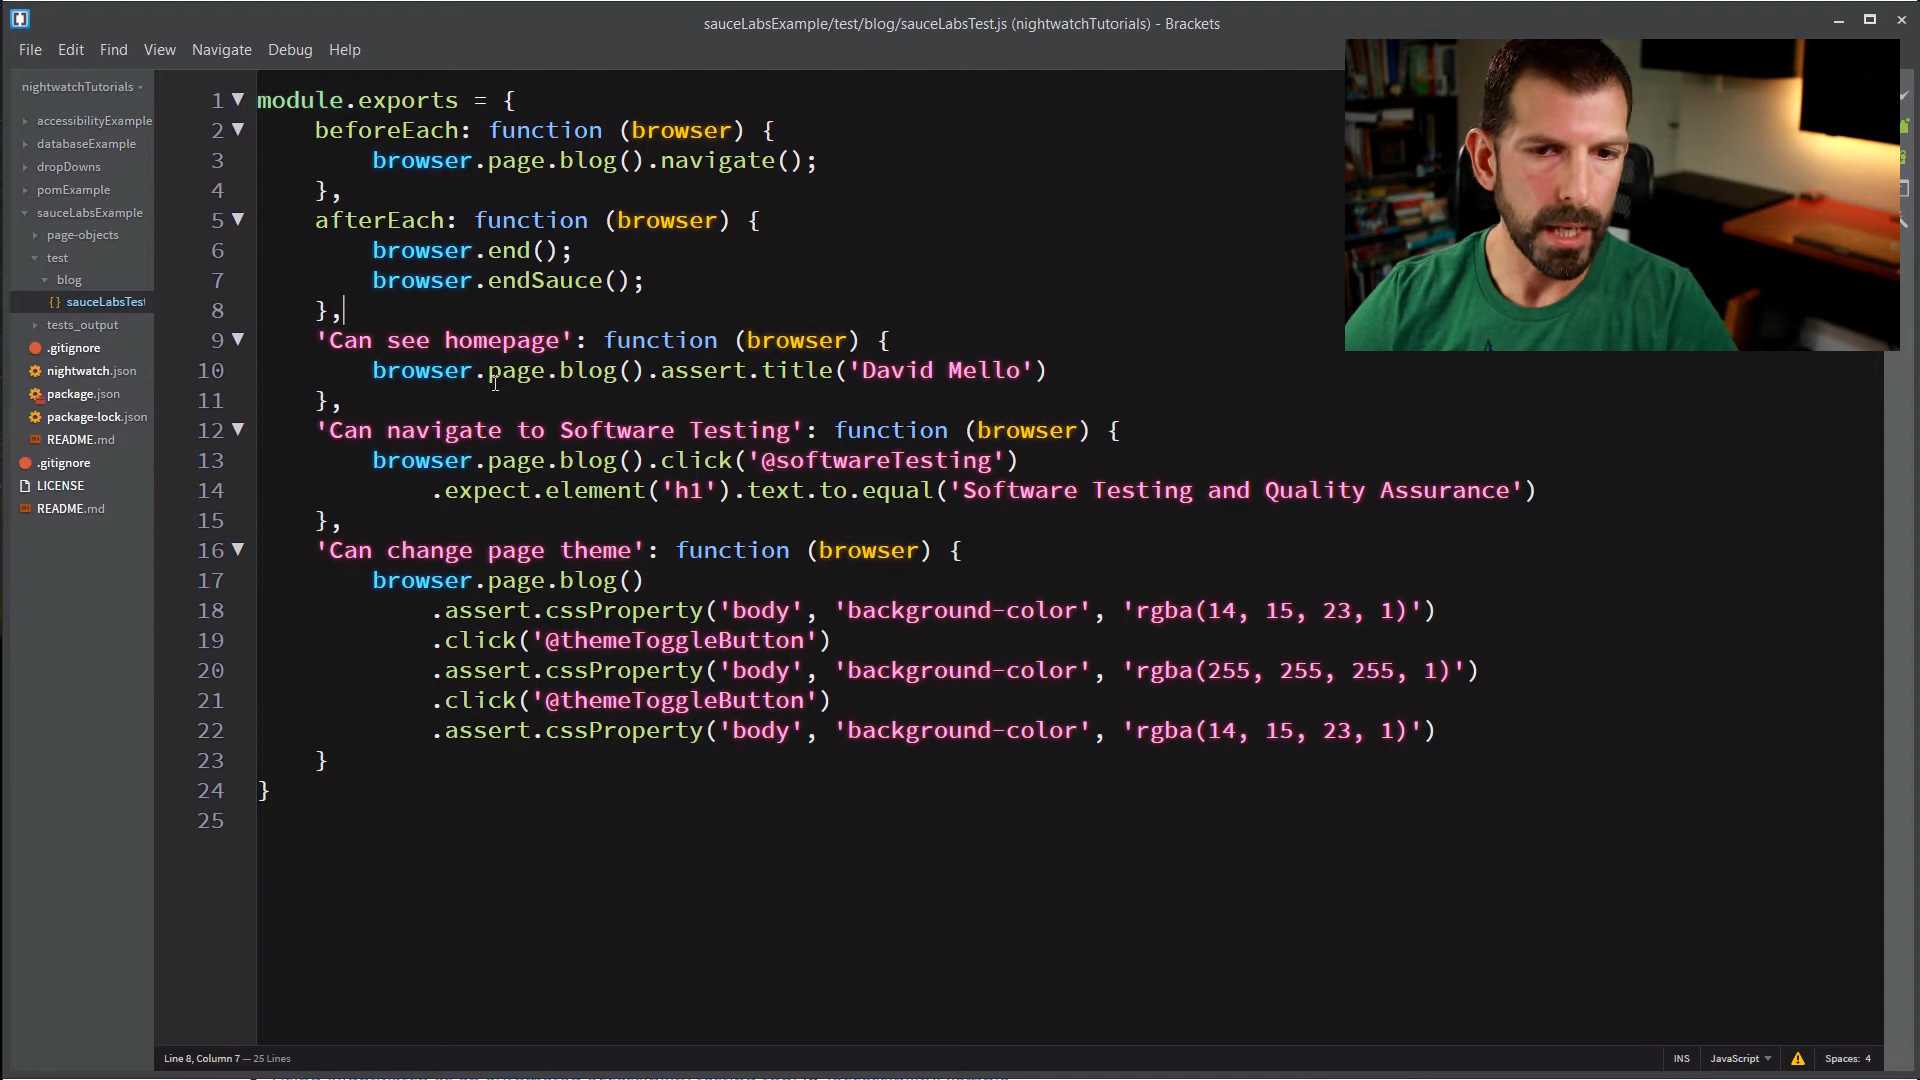 sauceLabsExample/test/blog/sauceLabsTest.js (nightwatchTutorials) - Brackets
File Edit Find View Navigate Debug Help
nightwatchTutorials
accessibilityExample
databaseExample
dropDowns
pomExample
sauceLabsExample
page-objects
test
blog
{ } sauceLabsTest
tests_output
.gitignore
nightwatch.json
package.json
package-lock.json
README.md
.gitignore
LICENSE
README.md
1 module.exports = {
2 beforeEach: function (browser) {
3 browser.page.blog().navigate();
4 },
5 afterEach: function (browser) {
6 browser.end();
7 browser.endSauce();
8 },
9 'Can see homepage': function (browser) {
10 browser.page.blog().assert.title('David Mello')
11 },
12 'Can navigate to Software Testing': function (browser) {
13 browser.page.blog().click('@softwareTesting')
14 .expect.element('h1').text.to.equal('Software Testing and Quality Assurance')
15 },
16 'Can change page theme': function (browser) {
17 browser.page.blog()
18 .assert.cssProperty('body', 'background-color', 'rgba(14, 15, 23, 1)')
19 .click('@themeToggleButton')
20 .assert.cssProperty('body', 'background-color', 'rgba(255, 255, 255, 1)')
21 .click('@themeToggleButton')
22 .assert.cssProperty('body', 'background-color', 'rgba(14, 15, 23, 1)')
23 }
24 }
25
Line 8, Column 7 — 25 Lines
INS JavaScript Spaces: 4